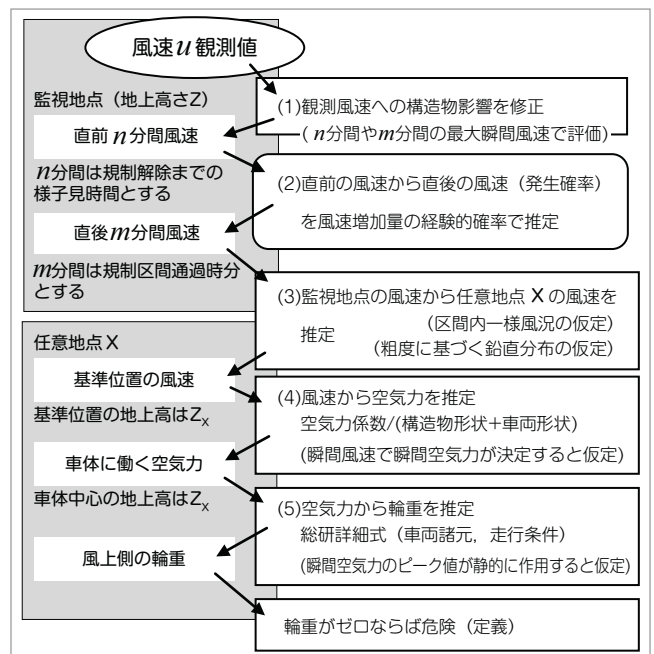 風速u観測値
監視地点（地上高さZ）
(1)観測風速への構造物影響を修正
(n分間やm分間の最大瞬間風速で評価)
直前n分間風速
n分間は規制解除までの
様子見時間とする
(2)直前の風速から直後の風速（発生確率）
を風速増加量の経験的確率で推定
直後m分間風速
m分間は規制区間通過時分
とする
(3)監視地点の風速から任意地点Xの風速を
推定　（区間内一様風況の仮定）
（粗度に基づく鉛直分布の仮定）
任意地点X
基準位置の風速
基準位置の地上高はZX
(4)風速から空気力を推定
空気力係数/(構造物形状+車両形状)
(瞬間風速で瞬間空気力が決定すると仮定)
車体に働く空気力
車体中心の地上高はZX
(5)空気力から輪重を推定
総研詳細式（車両諸元，走行条件）
(瞬間空気力のピーク値が静的に作用すると仮定)
風上側の輪重
輪重がゼロならば危険（定義）